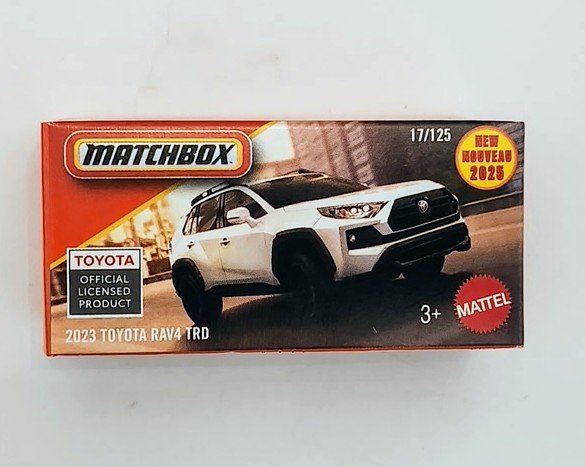 MATCHBOX
17/125
NEW
NOUVEAU
2025
TOYOTA
OFFICIAL
LICENSED
PRODUCT
2023 TOYOTA RAV4 TRD
3+
MATTEL